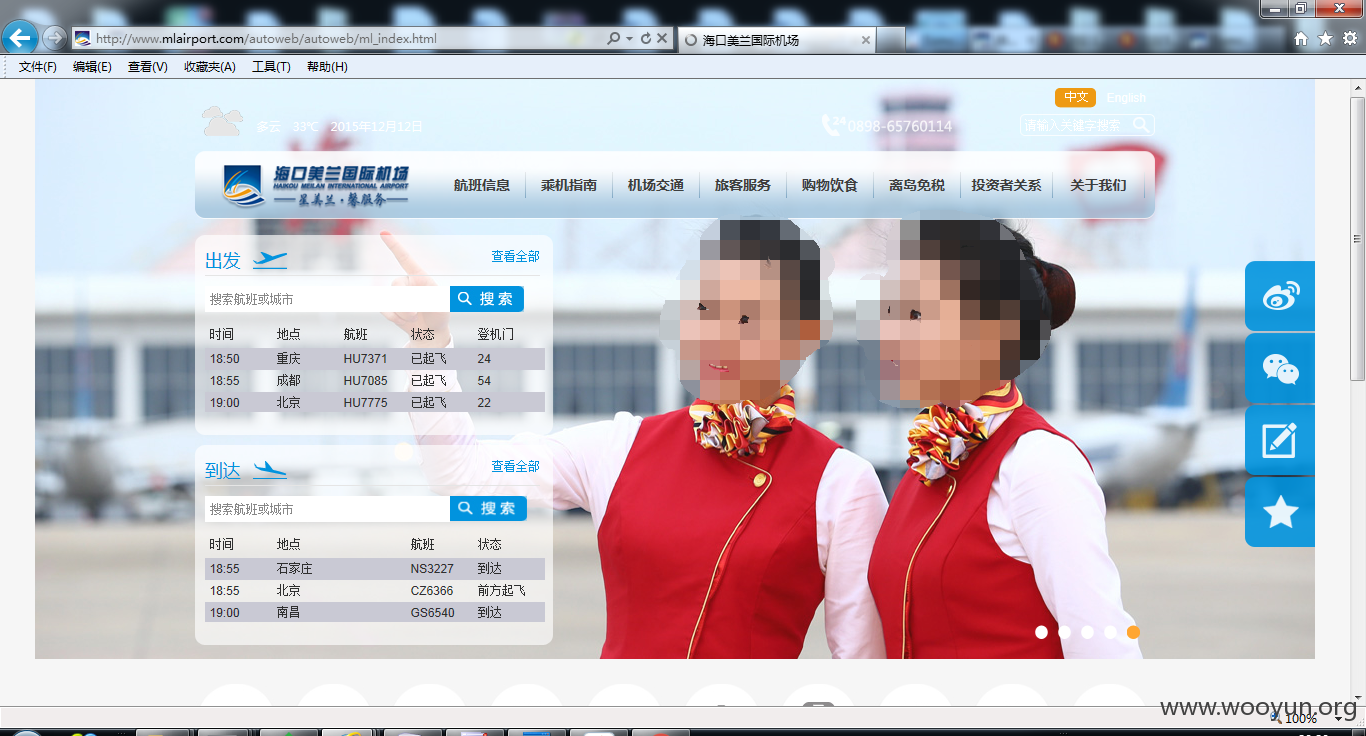 http://www.mlairport.com/autoweb/autoweb/ml_index.html
海口美兰国际机场
文件(F) 编辑(E) 查看(V) 收藏夹(A) 工具(T) 帮助(H)
中文 English
多云 33℃ 2015年12月12日
24 0898-65760114
请输入关键字搜索
海口美兰国际机场
HAIKOU MEILAN INTERNATIONAL AIRPORT
至美兰·馨服务
航班信息 乘机指南 机场交通 旅客服务 购物饮食 离岛免税 投资者关系 关于我们
出发 查看全部
搜索航班或城市 搜索
时间 地点 航班 状态 登机门
18:50 重庆 HU7371 已起飞 24
18:55 成都 HU7085 已起飞 54
19:00 北京 HU7775 已起飞 22
到达 查看全部
搜索航班或城市 搜索
时间 地点 航班 状态
18:55 石家庄 NS3227 到达
18:55 北京 CZ6366 前方起飞
19:00 南昌 GS6540 到达
www.wooyun.org
100%